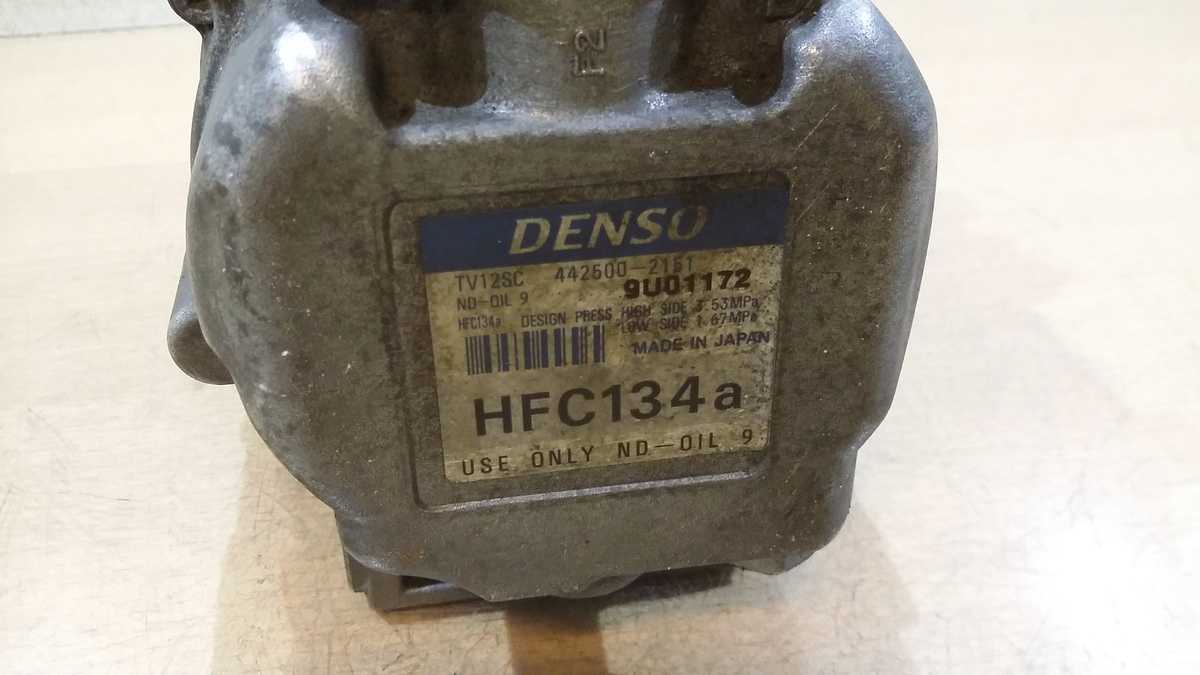 F2
DENSO
TV12SC 442500-2151
ND-OIL 9 9U01172
HFC134a DESIGN PRESS HIGH SIDE 3.53MPa
LOW SIDE 1.67MPa
MADE IN JAPAN
HFC134a
USE ONLY ND-OIL 9